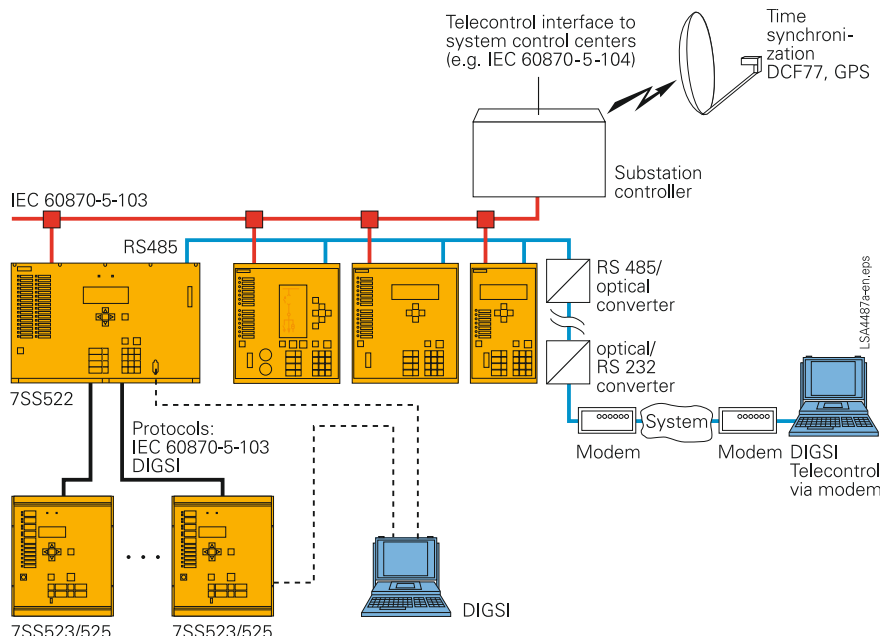 Telecontrol interface to
system control centers
(e.g. IEC 60870-5-104)
Time
synchroni-
zation
DCF77, GPS
Substation
controller
IEC 60870-5-103
RS485
RS 485/
optical
converter
LSA4487a-en.eps
optical/
RS 232
converter
7SS522
Protocols:
IEC 60870-5-103
DIGSI
System
Modem
Modem
DIGSI
Telecontrol
via modem
DIGSI
7SS523/525
7SS523/525